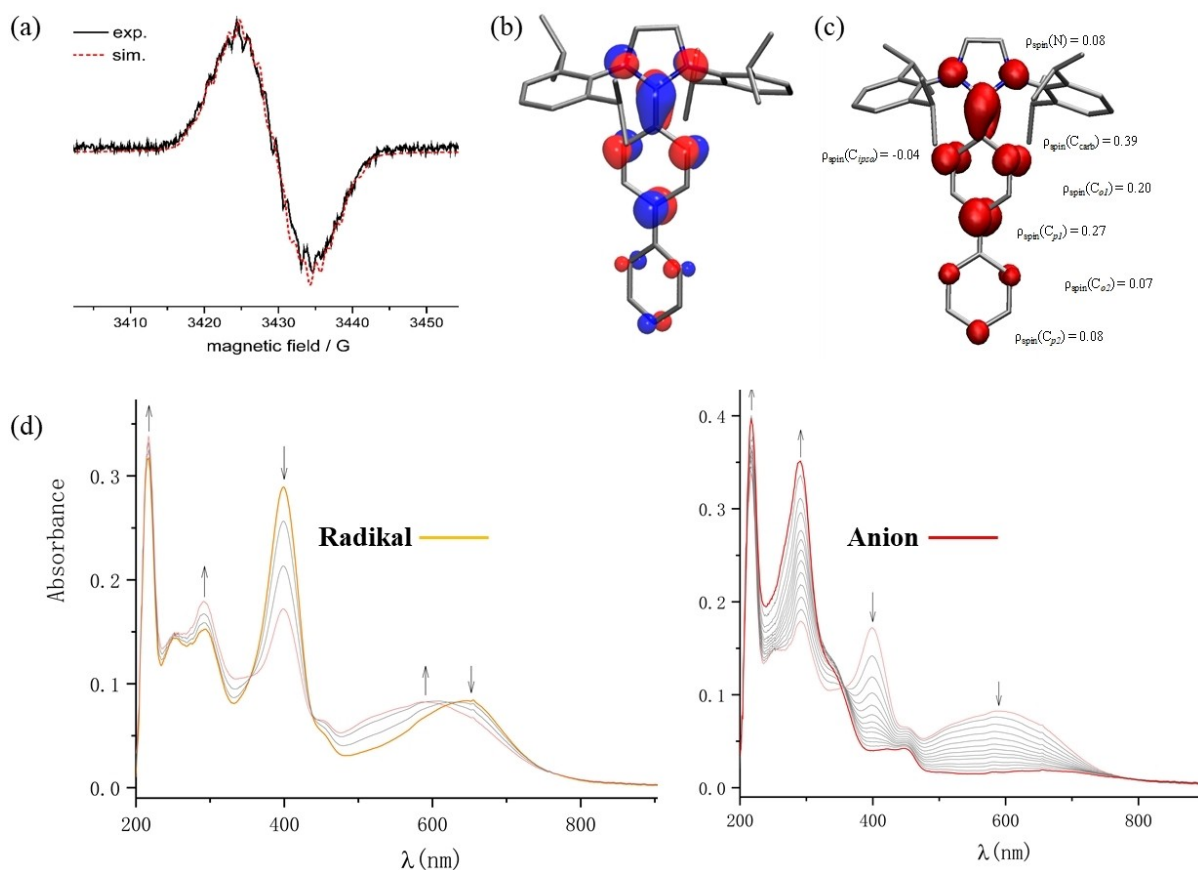 (a)
exp.
sim.
3410 3420 3430 3440 3450
magnetic field / G
(b)
(c)
ρspin(N) = 0.08
ρspin(Cipso) = -0.04
ρspin(Ccarb) = 0.39
ρspin(Co1) = 0.20
ρspin(Cp1) = 0.27
ρspin(Co2) = 0.07
ρspin(Cp2) = 0.08
(d)
Absorbance
0.3
0.2
0.1
0.0
Radikal
200 400 600 800
λ(nm)
0.4
0.3
0.2
0.1
0.0
Anion
200 400 600 800
λ(nm)